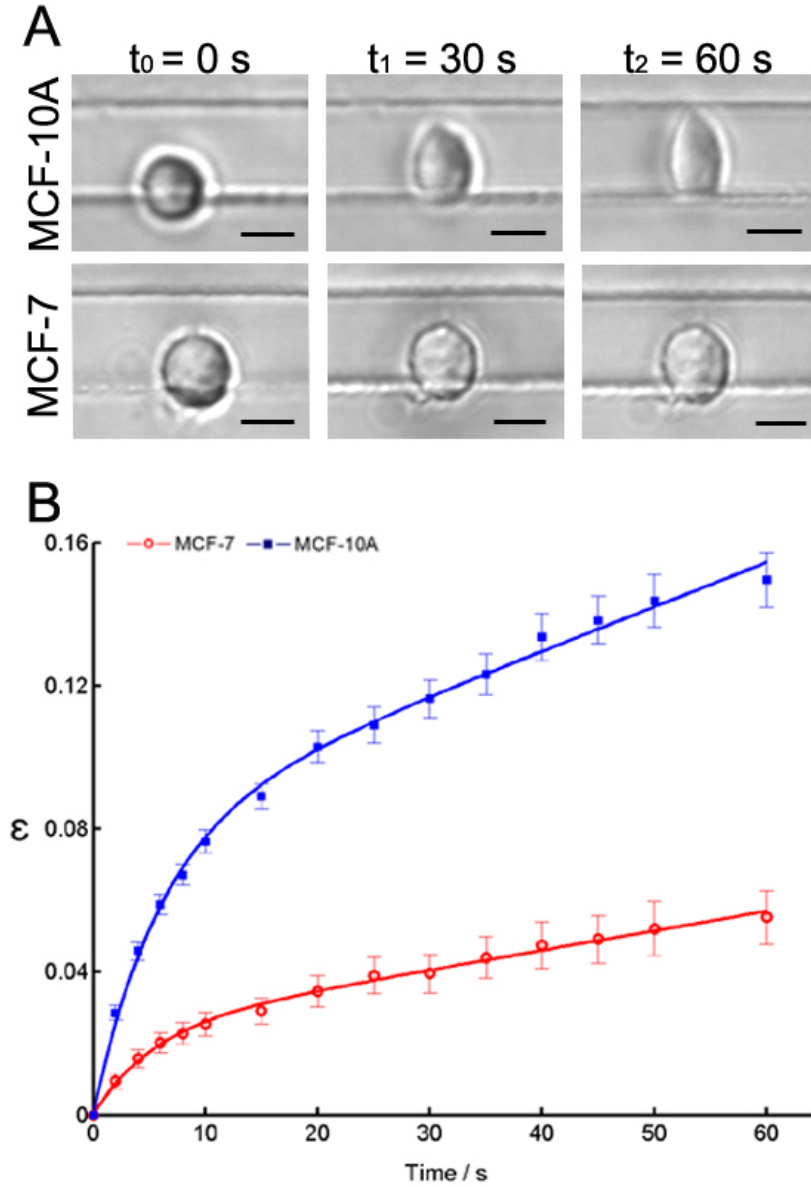 A
t₀ = 0 s
t₁ = 30 s
t₂ = 60 s
MCF-10A
MCF-7
B
MCF-7
MCF-10A
0.16
0.12
0.08
0.04
0
ε
0
10
20
30
40
50
60
Time / s